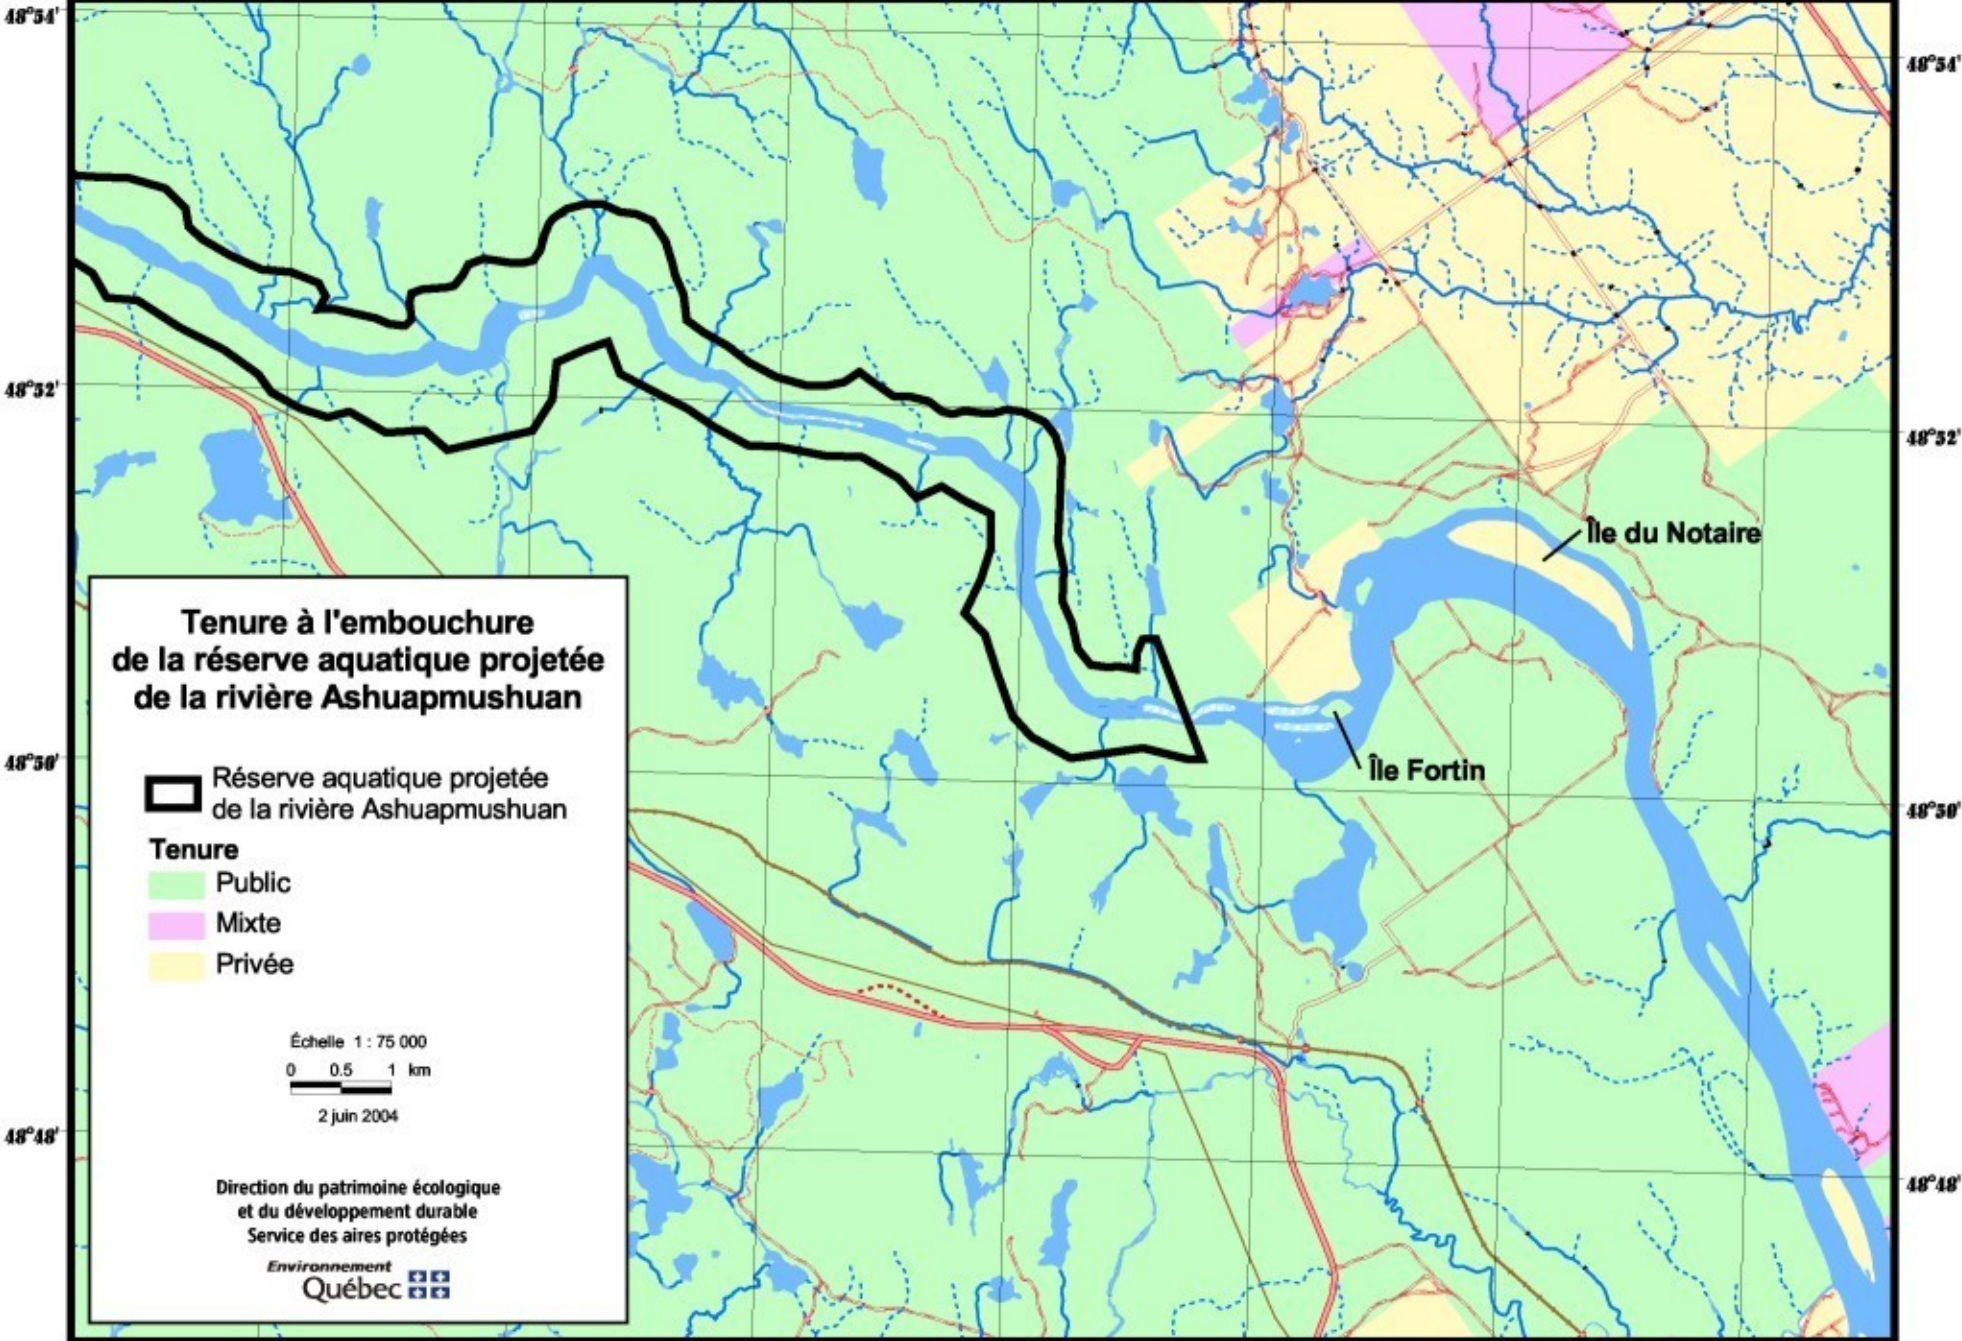 48°54'
48°54'
48°52'
48°52'
Île du Notaire
Île Fortin
48°50'
48°50'
48°48'
48°48'
Tenure à l'embouchure
de la réserve aquatique projetée
de la rivière Ashuapmushuan
Réserve aquatique projetée
de la rivière Ashuapmushuan
Tenure
Public
Mixte
Privée
Échelle 1 : 75 000
0 0.5 1 km
2 juin 2004
Direction du patrimoine écologique
et du développement durable
Service des aires protégées
Environnement
Québec